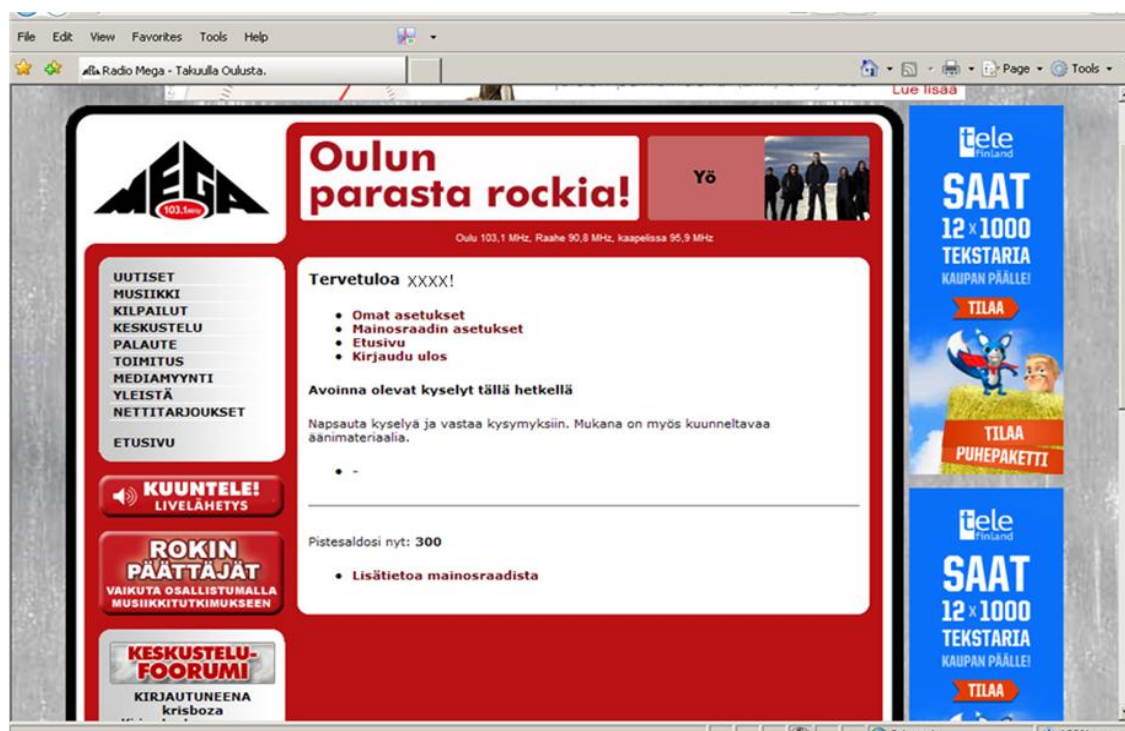 File Edit View Favorites Tools Help
Radio Mega - Takuulla Oulusta.
Page Tools
Lue lisää
MEGA
103,1MHz
Oulun
parasta rockia!
Yö
Oulu 103,1 MHz, Raahe 90,8 MHz, kaapelissa 95,9 MHz
UUTISET
MUSIIKKI
KILPAILUT
KESKUSTELU
PALAUTE
TOIMITUS
MEDIAMYYNTI
YLEISTÄ
NETTITARJOUKSET
ETUSIVU
KUUNTELE!
LIVELÄHETYS
ROKIN
PÄÄTTÄJÄT
VAIKUTA OSALLISTUMALLA
MUSIIKKITUTKIMUKSEEN
KESKUSTELU-
FOORUMI
KIRJAUTUNEENA
krisboza
Tervetuloa XXXX!
• Omat asetukset
• Mainosraadin asetukset
• Etusivu
• Kirjaudu ulos
Avoinna olevat kyselyt tällä hetkellä
Napsauta kyselyä ja vastaa kysymyksiin. Mukana on myös kuunneltavaa
äänimateriaalia.
• -
Pistesaldosi nyt: 300
• Lisätietoa mainosraadista
tele
finland
SAAT
12 x 1000
TEKSTARIA
KAUPAN PÄÄLLE!
TILAA
TILAA
PUHEPAKETTI
tele
finland
SAAT
12 x 1000
TEKSTARIA
KAUPAN PÄÄLLE!
TILAA